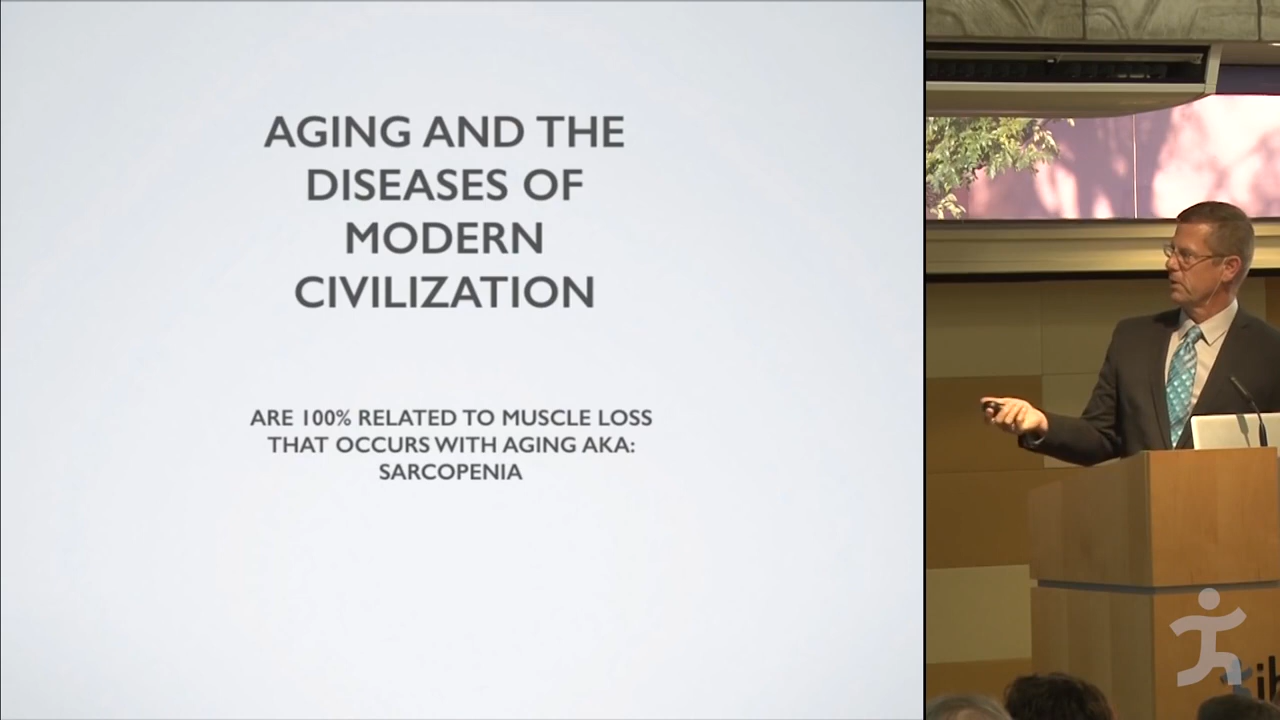 AGING AND THE
DISEASES OF
MODERN
CIVILIZATION
ARE 100% RELATED TO MUSCLE LOSS
THAT OCCURS WITH AGING AKA:
SARCOPENIA